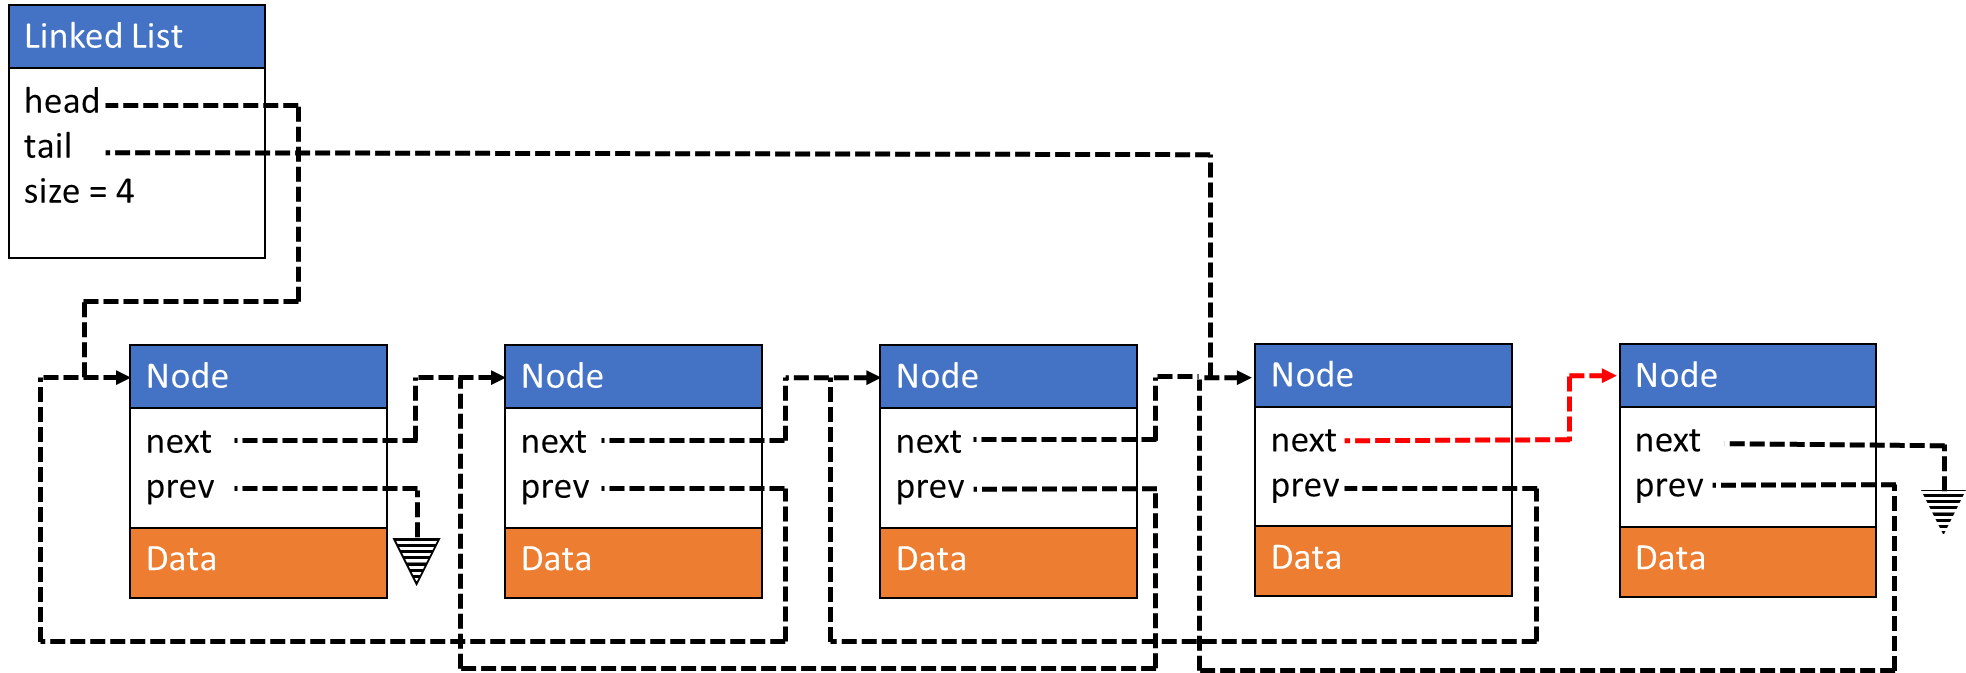 Linked List
head
tail
size = 4
Node
next
prev
Data
Node
next
prev
Data
Node
next
prev
Data
Node
next
prev
Data
Node
next
prev
Data